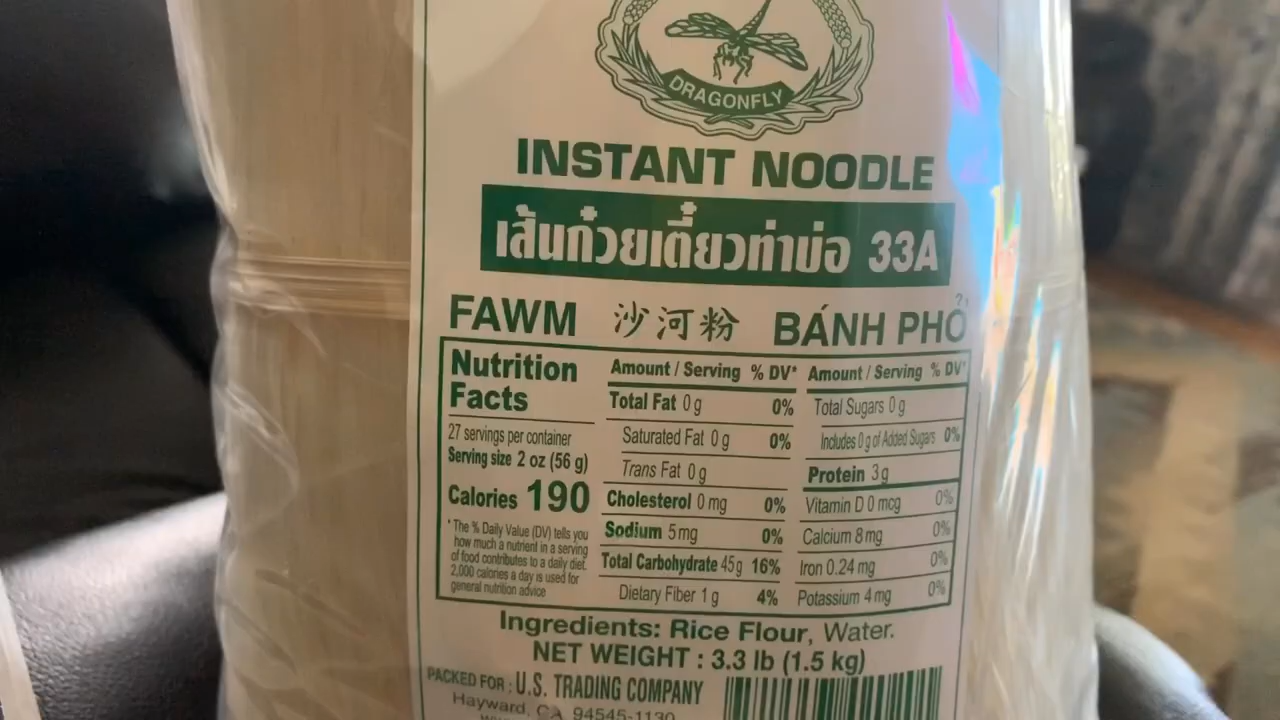 DRAGONFLY
INSTANT NOODLE
เส้นก๋วยเตี๋ยวท่าบ่อ 33A
FAWM 沙河粉 BÁNH PHỞ
Nutrition
Facts
27 servings per container
Serving size 2 oz (56 g)
Calories 190
* The % Daily Value (DV) tells you
how much a nutrient in a serving
of food contributes to a daily diet.
2,000 calories a day is used for
general nutrition advice
Amount / Serving % DV*
Total Fat 0 g 0%
Saturated Fat 0 g 0%
Trans Fat 0 g
Cholesterol 0 mg 0%
Sodium 5 mg 0%
Total Carbohydrate 45g 16%
Dietary Fiber 1 g 4%
Amount / Serving % DV*
Total Sugars 0 g
Includes 0 g of Added Sugars 0%
Protein 3 g
Vitamin D 0 mcg 0%
Calcium 8 mg 0%
Iron 0.24 mg 0%
Potassium 4 mg 0%
Ingredients: Rice Flour, Water.
NET WEIGHT : 3.3 lb (1.5 kg)
PACKED FOR : U.S. TRADING COMPANY
Hayward, CA 94545-1130